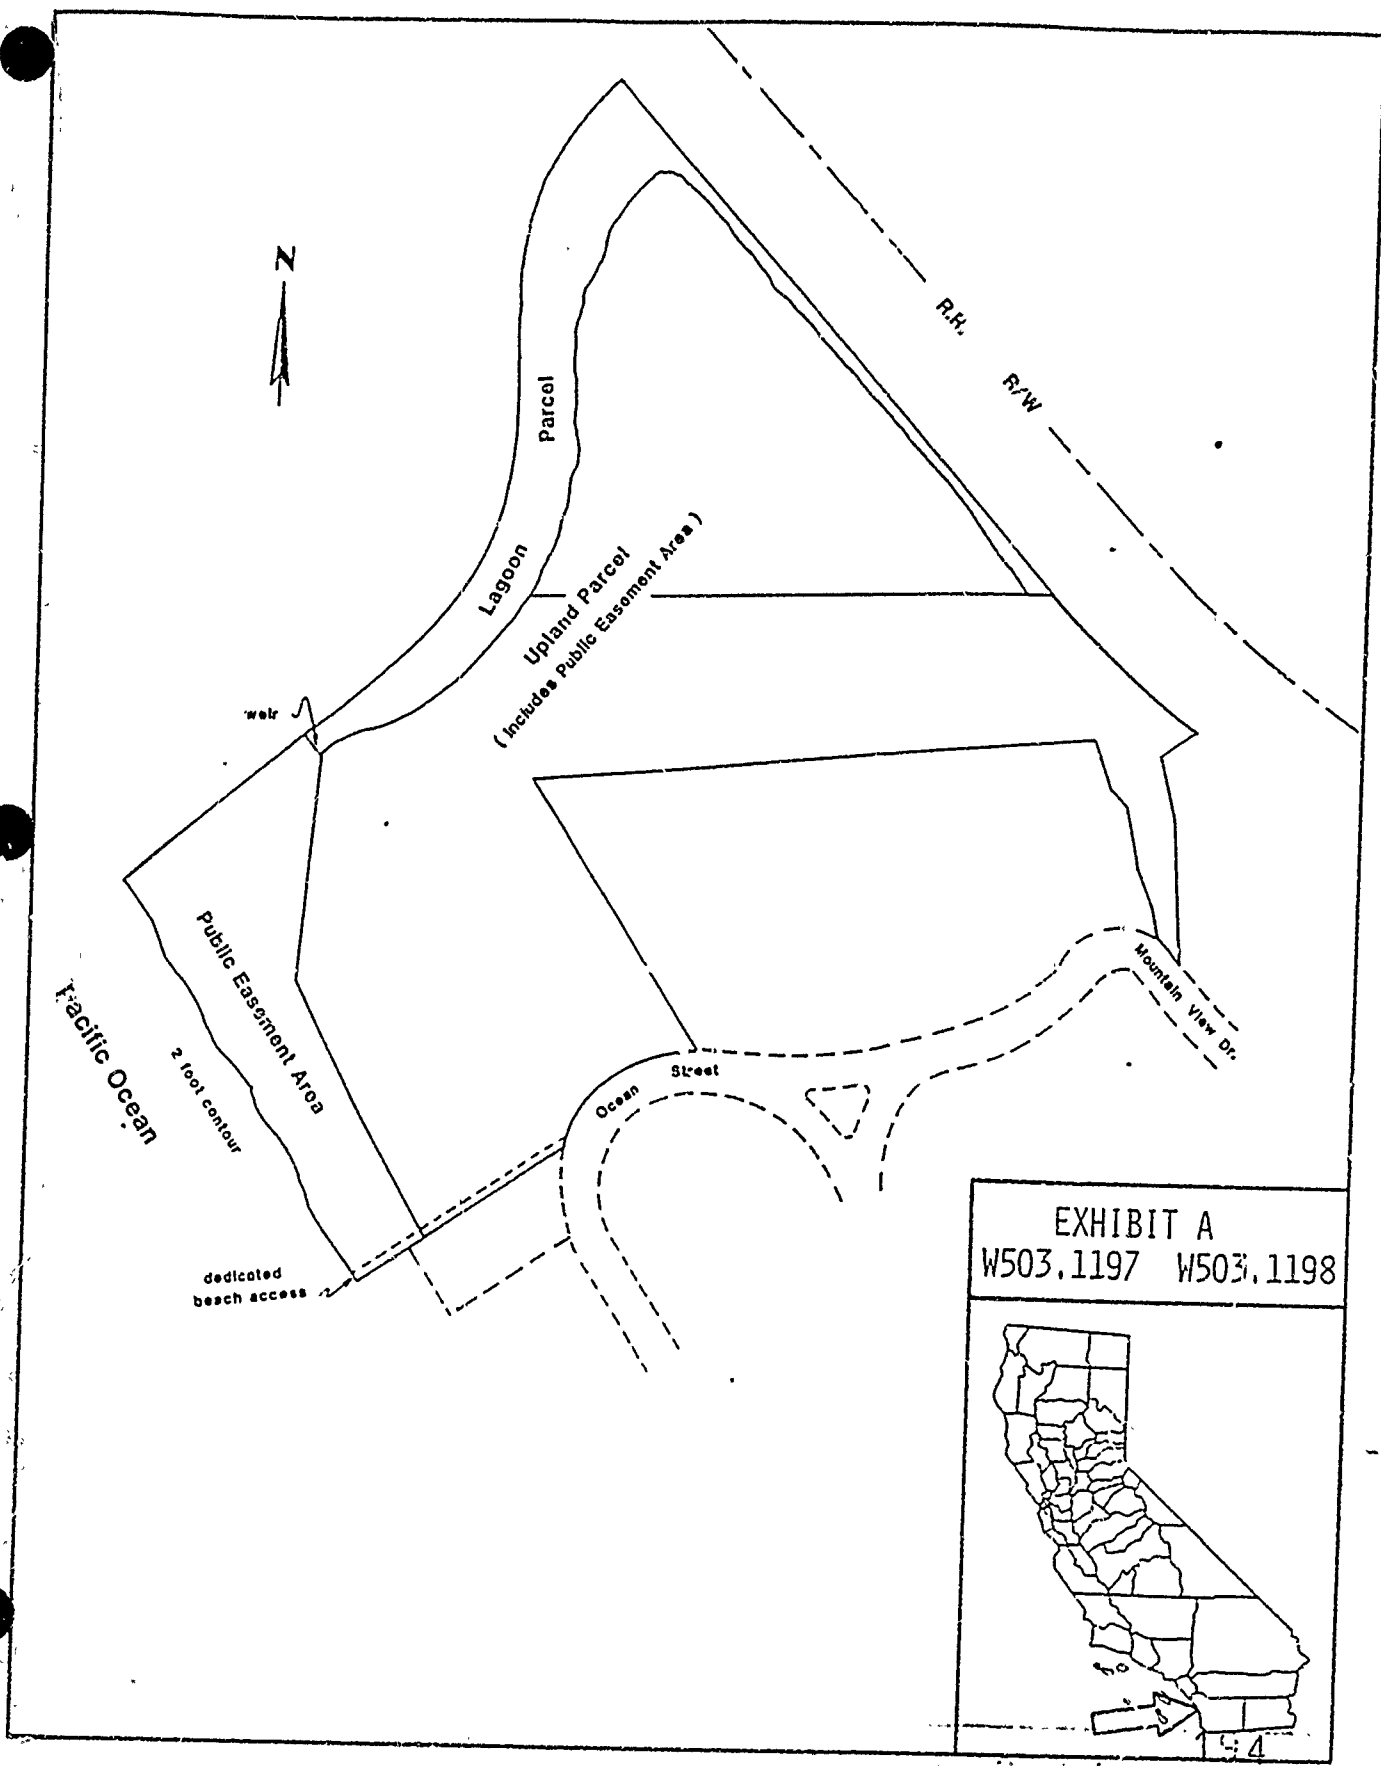 N
R.R.
R/W
Parcel
Lagoon
Upland Parcel
( Includes Public Easement Area )
weir
Public Easement Area
Pacific Ocean
2 foot contour
Mountain View Dr.
Street
Ocean
dedicated
beach access
EXHIBIT A
W503.1197 W503.1198
194